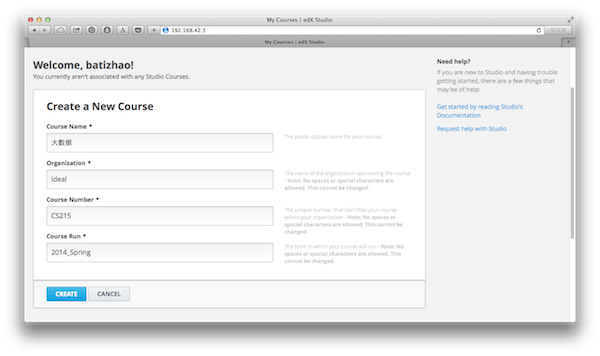 My Courses | edX Studio
192.168.42.3
My Courses | edX Studio
Welcome, batizhao!
You currently aren't associated with any Studio Courses.
Create a New Course
Course Name *
大数据
The public display name for your course.
Organization *
Ideal
The name of the organization sponsoring the course
- Note: No spaces or special characters are
allowed. This cannot be changed.
Course Number *
CS215
The unique number that identifies your course
within your organization - Note: No spaces or
special characters are allowed. This cannot be
changed.
Course Run *
2014_Spring
The term in which your course will run - Note: No
spaces or special characters are allowed. This
cannot be changed.
CREATE
CANCEL
Need help?
If you are new to Studio and having trouble
getting started, there are a few things that
may be of help:
Get started by reading Studio's
Documentation
Request help with Studio